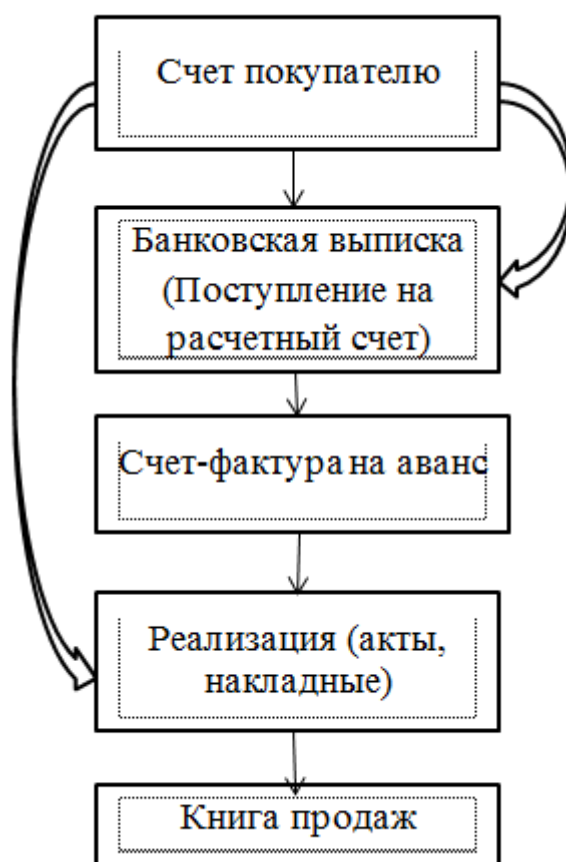 Счет покупателю
Банковская выписка
(Поступление на
расчетный счет)
Счет-фактура на аванс
Реализация (акты,
накладные)
Книга продаж